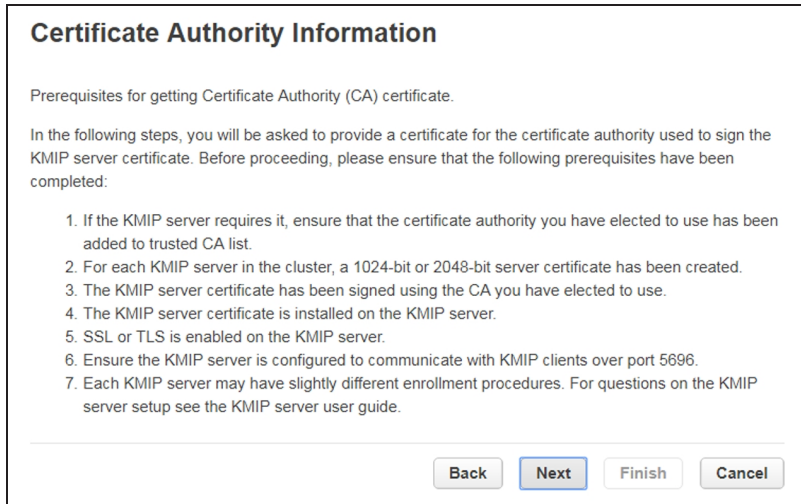 Certificate Authority Information
Prerequisites for getting Certificate Authority (CA) certificate.
In the following steps, you will be asked to provide a certificate for the certificate authority used to sign the
KMIP server certificate. Before proceeding, please ensure that the following prerequisites have been
completed:
1. If the KMIP server requires it, ensure that the certificate authority you have elected to use has been
added to trusted CA list.
2. For each KMIP server in the cluster, a 1024-bit or 2048-bit server certificate has been created.
3. The KMIP server certificate has been signed using the CA you have elected to use.
4. The KMIP server certificate is installed on the KMIP server.
5. SSL or TLS is enabled on the KMIP server.
6. Ensure the KMIP server is configured to communicate with KMIP clients over port 5696.
7. Each KMIP server may have slightly different enrollment procedures. For questions on the KMIP
server setup see the KMIP server user guide.
Back Next Finish Cancel